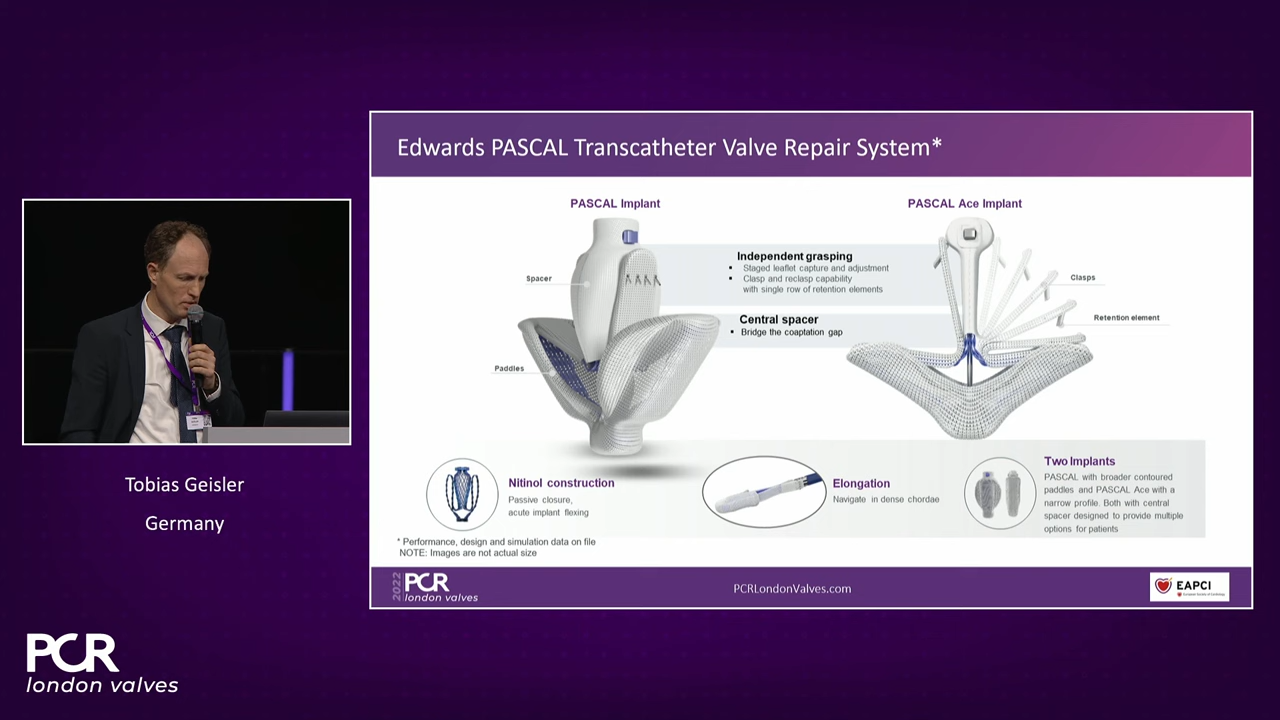 Edwards PASCAL Transcatheter Valve Repair System*
PASCAL Implant
PASCAL Ace Implant
Independent grasping
▪ Staged leaflet capture and adjustment
▪ Clasp and reclasp capability
with single row of retention elements
Spacer
Clasps
Central spacer
▪ Bridge the coaptation gap
Retention element
Paddles
Nitinol construction
Passive closure,
acute implant flexing
Elongation
Navigate in dense chordae
Two Implants
PASCAL with broader contoured
paddles and PASCAL Ace with a
narrow profile. Both with central
spacer designed to provide multiple
options for patients
* Performance, design and simulation data on file
NOTE: Images are not actual size
2022
PCR
london valves
PCRLondonValves.com
EAPCI
Tobias Geisler
Germany
PCR
london valves